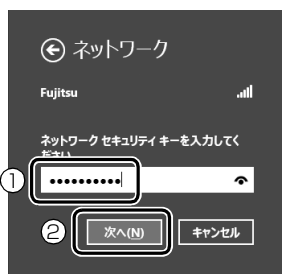 ネットワーク
Fujitsu
ネットワーク セキュリティ キーを入力してく
ださい
① ••••••••••
② 次へ(N) キャンセル